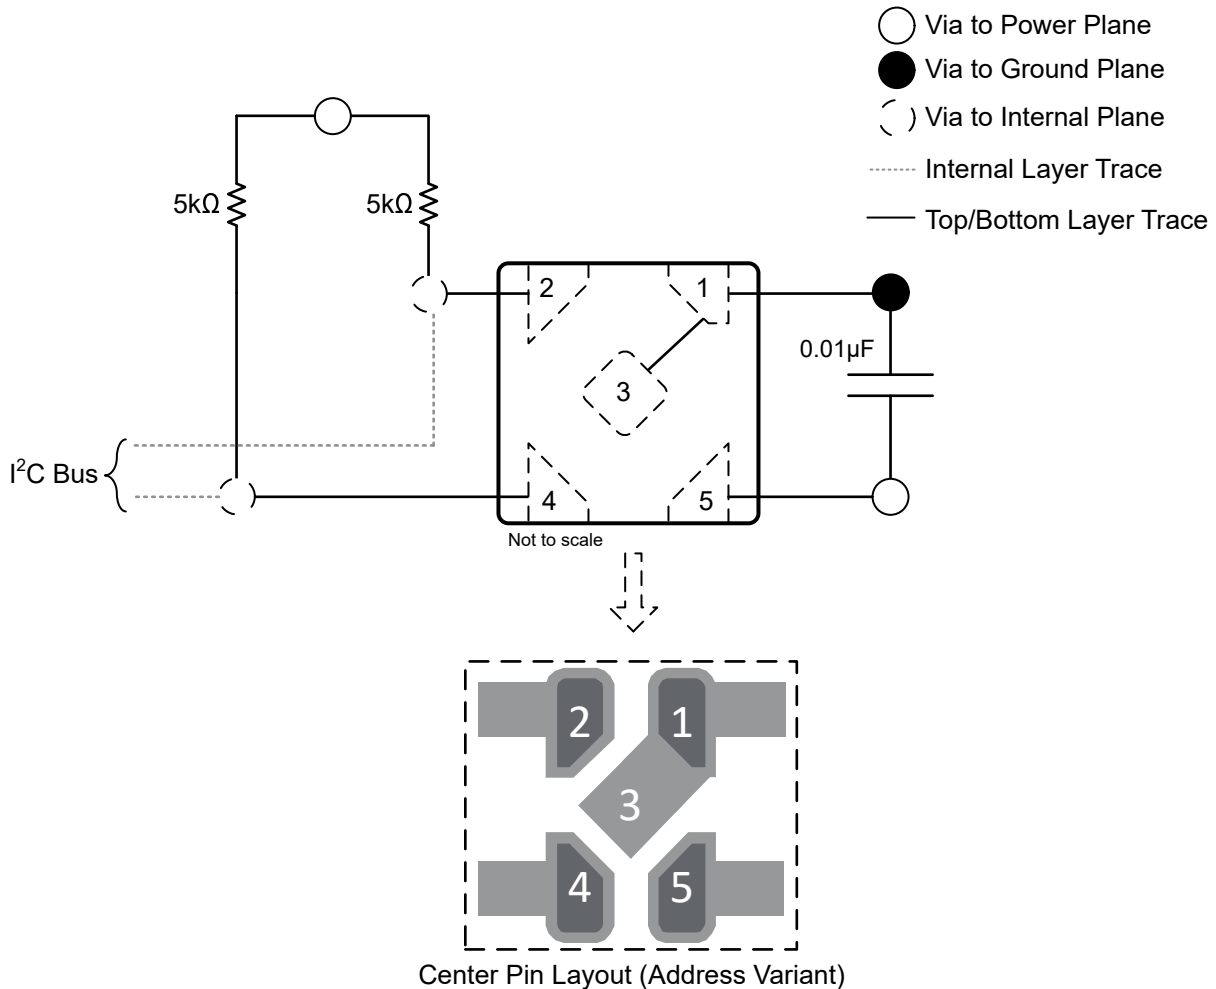 Via to Power Plane
Via to Ground Plane
Via to Internal Plane
Internal Layer Trace
Top/Bottom Layer Trace
5kΩ
5kΩ
2
1
3
0.01µF
I²C Bus
4
5
Not to scale
2
1
3
4
5
Center Pin Layout (Address Variant)